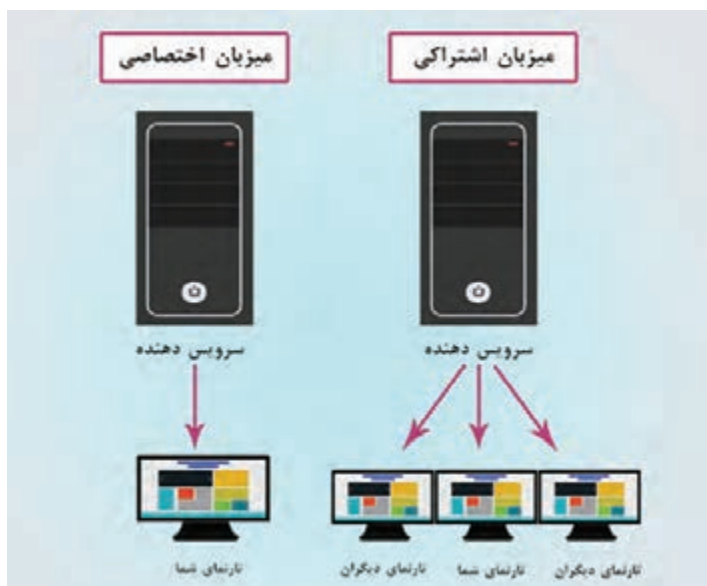 میزبان اشتراکی
میزبان اختصاصی
سرویس دهنده
سرویس دهنده
تارنمای دیگران
تارنمای شما
تارنمای دیگران
تارنمای شما